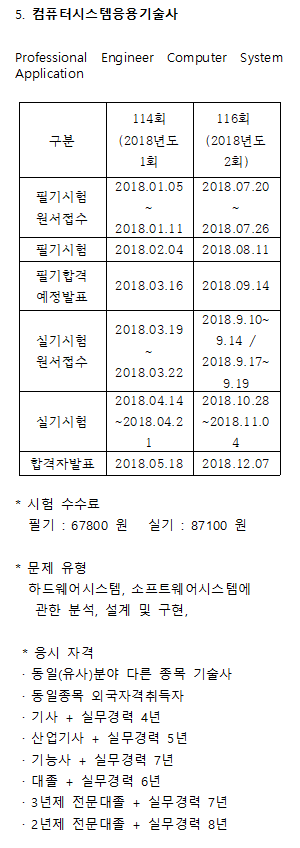 5. 컴퓨터시스템응용기술사
Professional Engineer Computer System
Application
구분
114회
(2018년도
1회)
116회
(2018년도
2회)
필기시험
원서접수
2018.01.05
~
2018.01.11
2018.07.20
~
2018.07.26
필기시험
2018.02.04
2018.08.11
필기합격
예정발표
2018.03.16
2018.09.14
실기시험
원서접수
2018.03.19
~
2018.03.22
2018.9.10~
9.14 /
2018.9.17~
9.19
실기시험
2018.04.14
~2018.04.2
1
2018.10.28
~2018.11.0
4
합격자발표
2018.05.18
2018.12.07
* 시험 수수료
필기 : 67800 원 실기 : 87100 원
* 문제 유형
하드웨어시스템, 소프트웨어시스템에
관한 분석, 설계 및 구현,
* 응시 자격
· 동일(유사)분야 다른 종목 기술사
· 동일종목 외국자격취득자
· 기사 + 실무경력 4년
· 산업기사 + 실무경력 5년
· 기능사 + 실무경력 7년
· 대졸 + 실무경력 6년
· 3년제 전문대졸 + 실무경력 7년
· 2년제 전문대졸 + 실무경력 8년